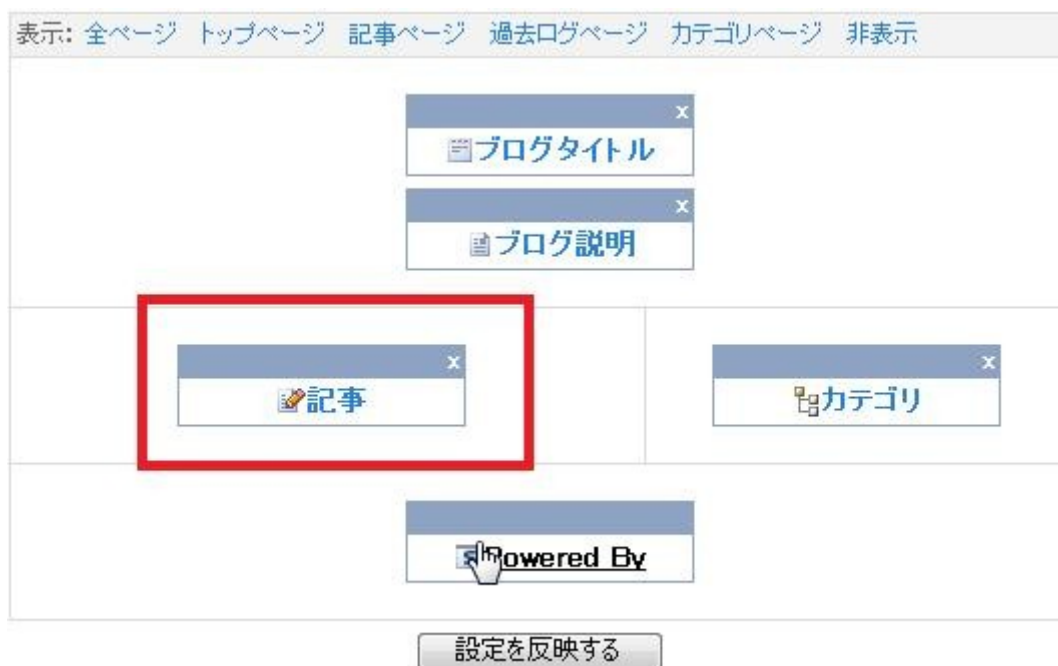 表示: 全ページ トップページ 記事ページ 過去ログページ カテゴリページ 非表示
x
ブログタイトル
x
ブログ説明
x
記事
x
カテゴリ
Powered By
設定を反映する